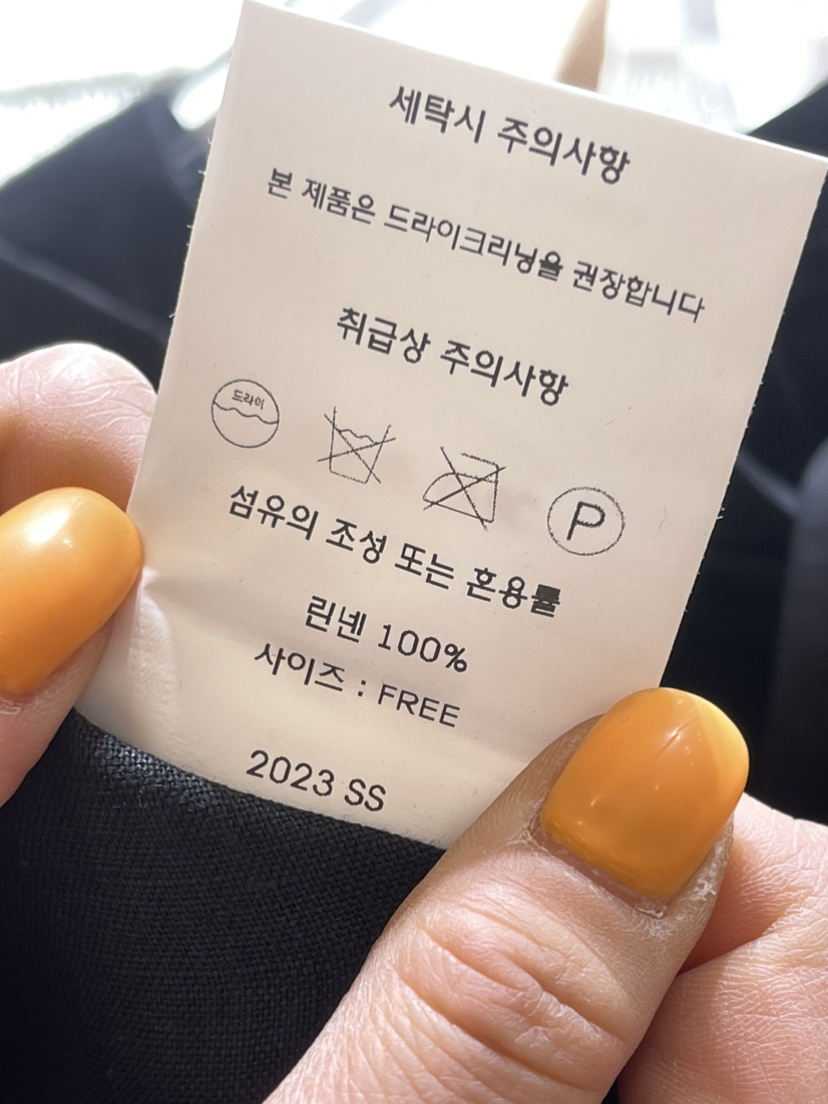 세탁시 주의사항
본 제품은 드라이크리닝을 권장합니다
취급상 주의사항
드라이
P
섬유의 조성 또는 혼용률
린넨 100%
사이즈 : FREE
2023 SS